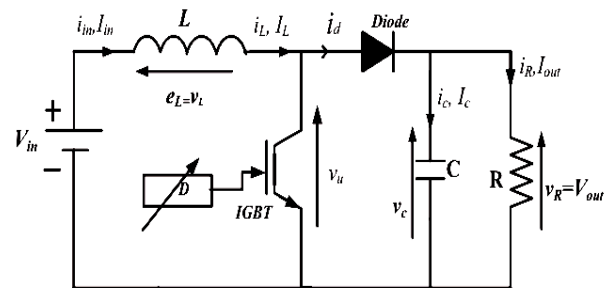 i_in, I_in
L
i_L, I_L
i_d
Diode
e_L=v_L
+
V_in
-
D
IGBT
v_u
i_c, I_c
C
v_c
i_R, I_out
R
v_R=V_out